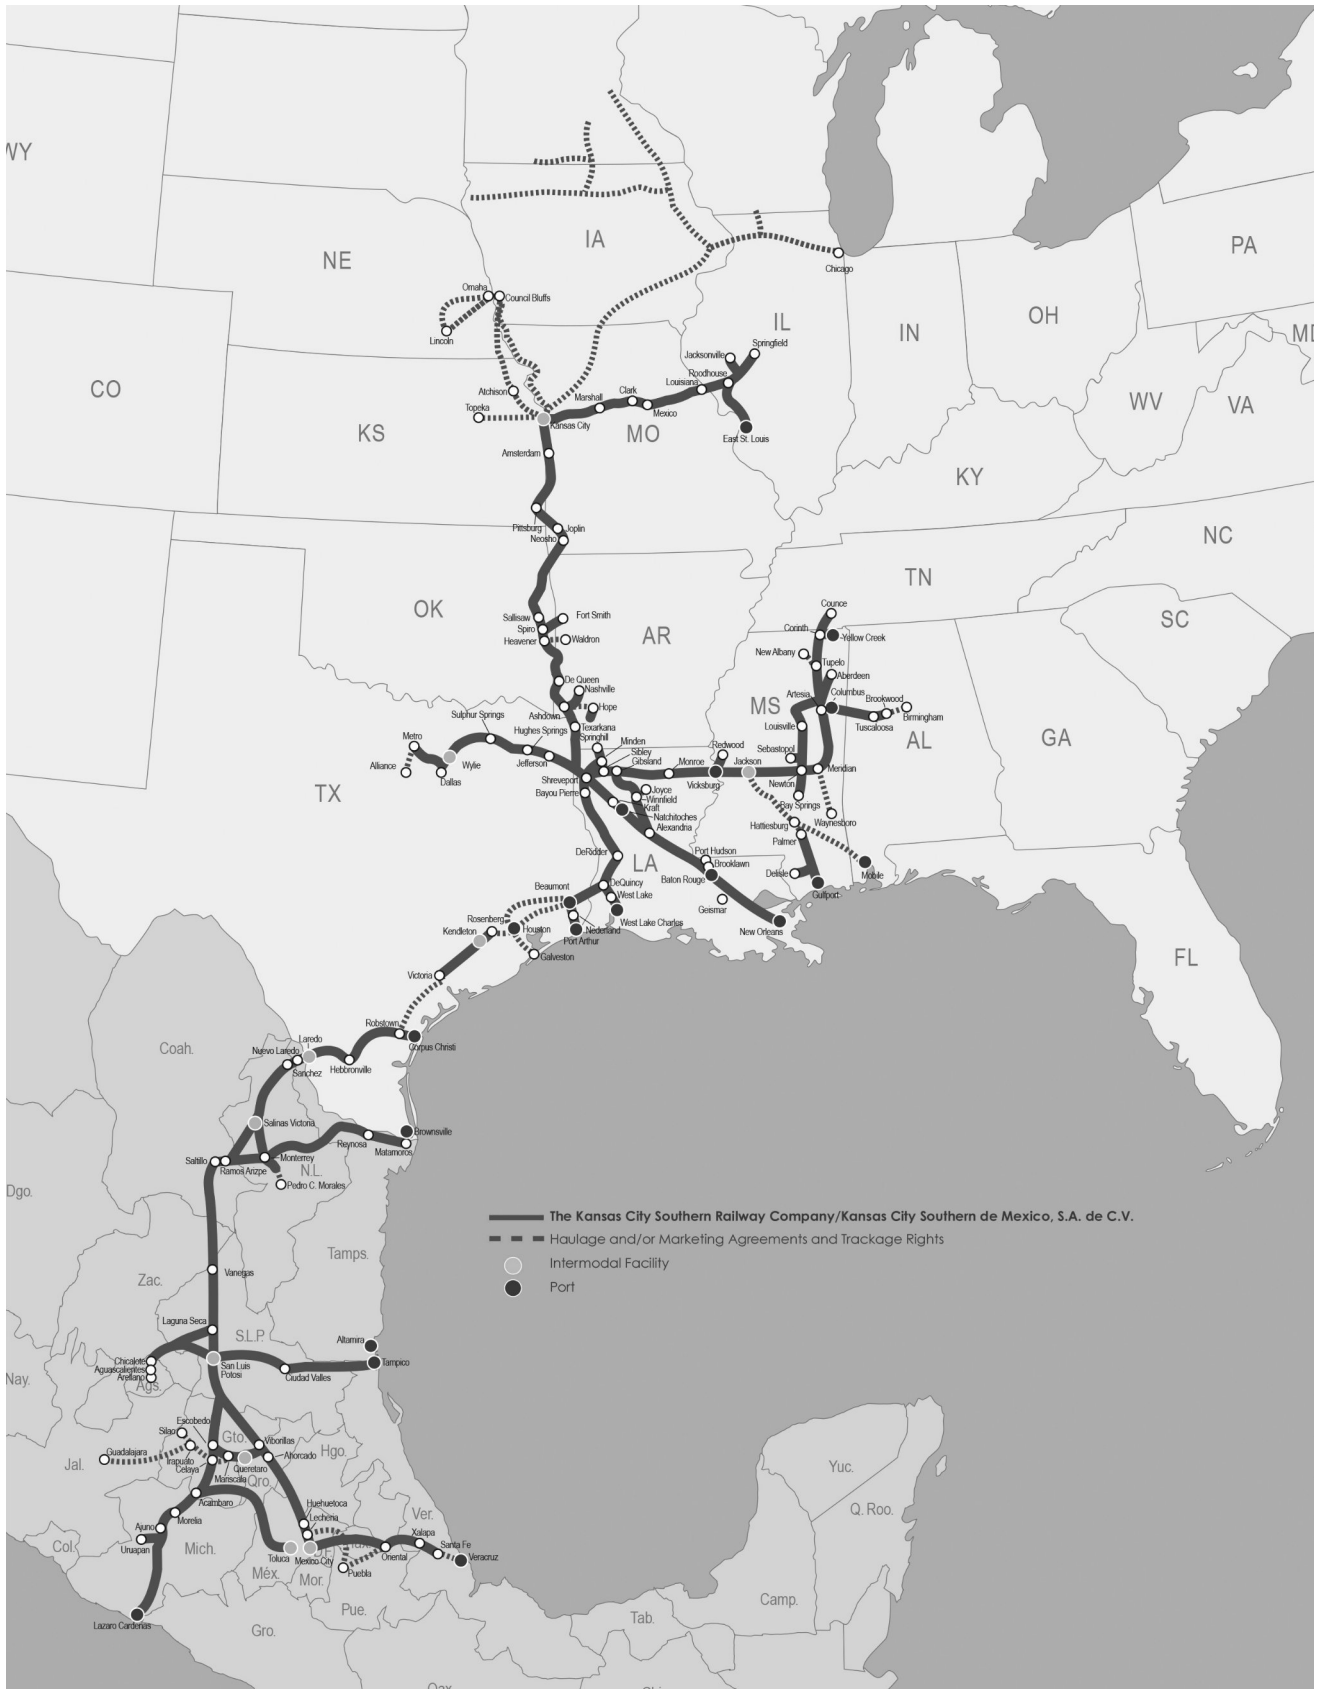 WY
IA
PA
NE
Chicago
Omaha
Council Bluffs
Lincoln
IL
IN
OH
MD
CO
Springfield
Jacksonville
Roodhouse
Louisiana
Clark
Marshall
Mexico
Atchison
Topeka
Kansas City
KS
MO
East St. Louis
WV
VA
KY
Amsterdam
Pittsburg
Joplin
Neosho
NC
TN
SC
OK
AR
Sallisaw
Fort Smith
Spiro
Heavener
Waldron
Counce
Corinth
Yellow Creek
New Albany
Tupelo
Aberdeen
De Queen
Nashville
Ashdown
Hope
Artesia
Columbus
Brookwood
Birmingham
Tuscaloosa
MS
AL
GA
Louisville
Sulphur Springs
Hughes Springs
Texarkana
Springhill
Metro
Minden
Sibley
Gibsland
Monroe
Redwood
Jackson
Sebastopol
Meridian
Alliance
Wylie
Dallas
Jefferson
Shreveport
Bayou Pierre
Vicksburg
Newton
Bay Springs
TX
Joyce
Winnfield
Kraft
Natchitoches
Alexandria
Hattiesburg
Waynesboro
Palmer
DeRidder
LA
Port Hudson
Brooklawn
Baton Rouge
Delisle
Mobile
Gulfport
Beaumont
DeQuincy
West Lake
West Lake Charles
Geismar
New Orleans
Rosenberg
Kendleton
Houston
Nederland
Port Arthur
Galveston
FL
Victoria
Robstown
Corpus Christi
Coah.
Laredo
Nuevo Laredo
Sanchez
Hebbronville
Salinas Victoria
Brownsville
Reynosa
Matamoros
Saltillo
Ramos Arizpe
Monterrey
N.L.
Pedro C. Morales
Dgo.
The Kansas City Southern Railway Company/Kansas City Southern de Mexico, S.A. de C.V.
Haulage and/or Marketing Agreements and Trackage Rights
Intermodal Facility
Port
Tamps.
Vanegas
Zac.
Laguna Seca
S.L.P.
Altamira
Tampico
Chicalote
Aguascalientes
Arellano
Ags.
San Luis
Potosi
Ciudad Valles
Nay.
Escobedo
Silao
Gto.
Viborillas
Guadalajara
Irapuato
Celaya
Mariscala
Queretaro
Ahorcado
Hgo.
Jal.
Qro.
Yuc.
Q. Roo.
Acambaro
Huehuetoca
Lecheria
Morelia
Ver.
Ajuno
Uruapan
Xalapa
Santa Fe
Col.
Mich.
Toluca
Mexico City
Oriental
Veracruz
Puebla
Méx.
Mor.
Pue.
Camp.
Lazaro Cardenas
Gro.
Tab.